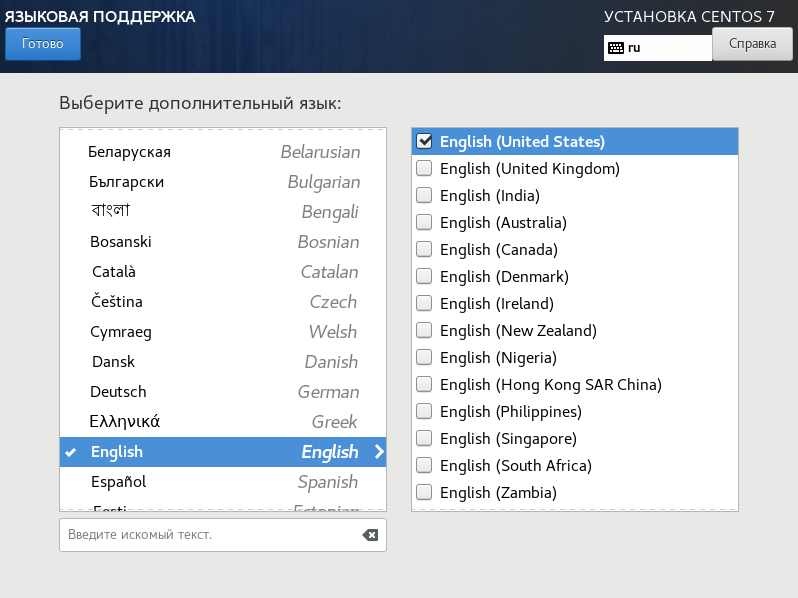 ЯЗЫКОВАЯ ПОДДЕРЖКА
УСТАНОВКА CENTOS 7
Готово
ru
Справка
Выберите дополнительный язык:
Беларуская Belarusian
Български Bulgarian
বাংলা Bengali
Bosanski Bosnian
Català Catalan
Čeština Czech
Cymraeg Welsh
Dansk Danish
Deutsch German
Ελληνικά Greek
English English
Español Spanish
Eesti Estonian
Введите искомый текст.
English (United States)
English (United Kingdom)
English (India)
English (Australia)
English (Canada)
English (Denmark)
English (Ireland)
English (New Zealand)
English (Nigeria)
English (Hong Kong SAR China)
English (Philippines)
English (Singapore)
English (South Africa)
English (Zambia)